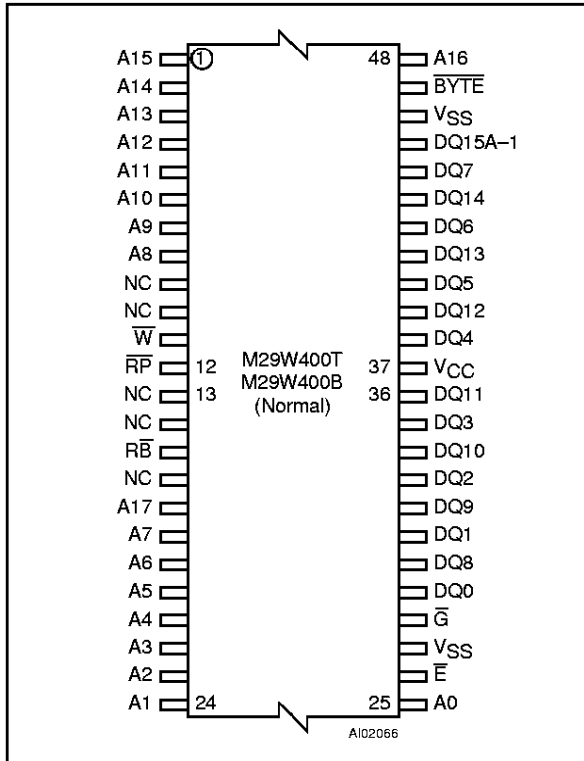 A15 1 48 A16
A14 B̅Y̅T̅E̅
A13 VSS
A12 DQ15A–1
A11 DQ7
A10 DQ14
A9 DQ6
A8 DQ13
NC DQ5
NC DQ12
W̅ DQ4
R̅P̅ 12 M29W400T 37 VCC
NC 13 M29W400B 36 DQ11
(Normal)
NC DQ3
RB̅ DQ10
NC DQ2
A17 DQ9
A7 DQ1
A6 DQ8
A5 DQ0
A4 G̅
A3 VSS
A2 E̅
A1 24 25 A0
AI02066